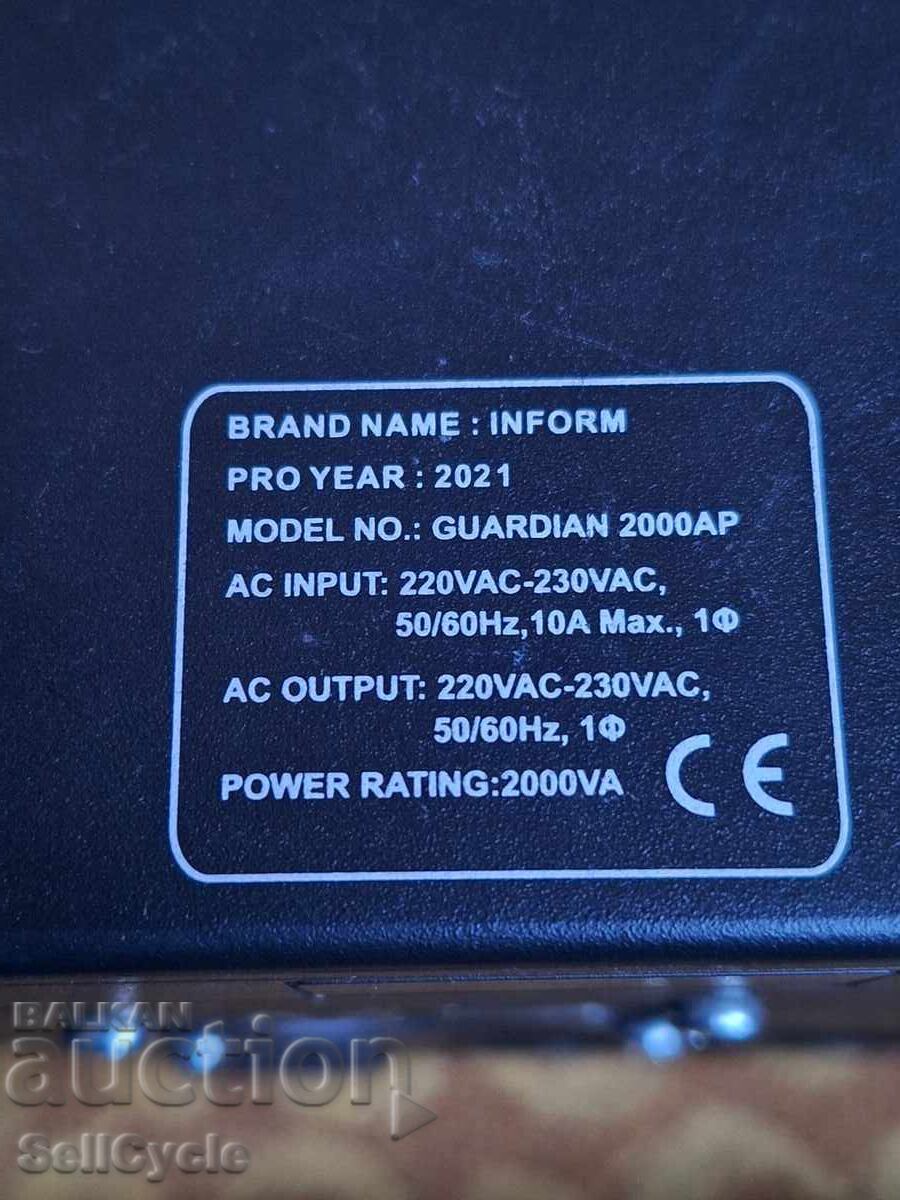 BRAND NAME : INFORM
PRO YEAR : 2021
MODEL NO.: GUARDIAN 2000AP
AC INPUT: 220VAC-230VAC,
50/60Hz,10A Max., 1Φ
AC OUTPUT: 220VAC-230VAC,
50/60Hz, 1Φ
POWER RATING:2000VA
CE
BALKAN
auction
SellCycle